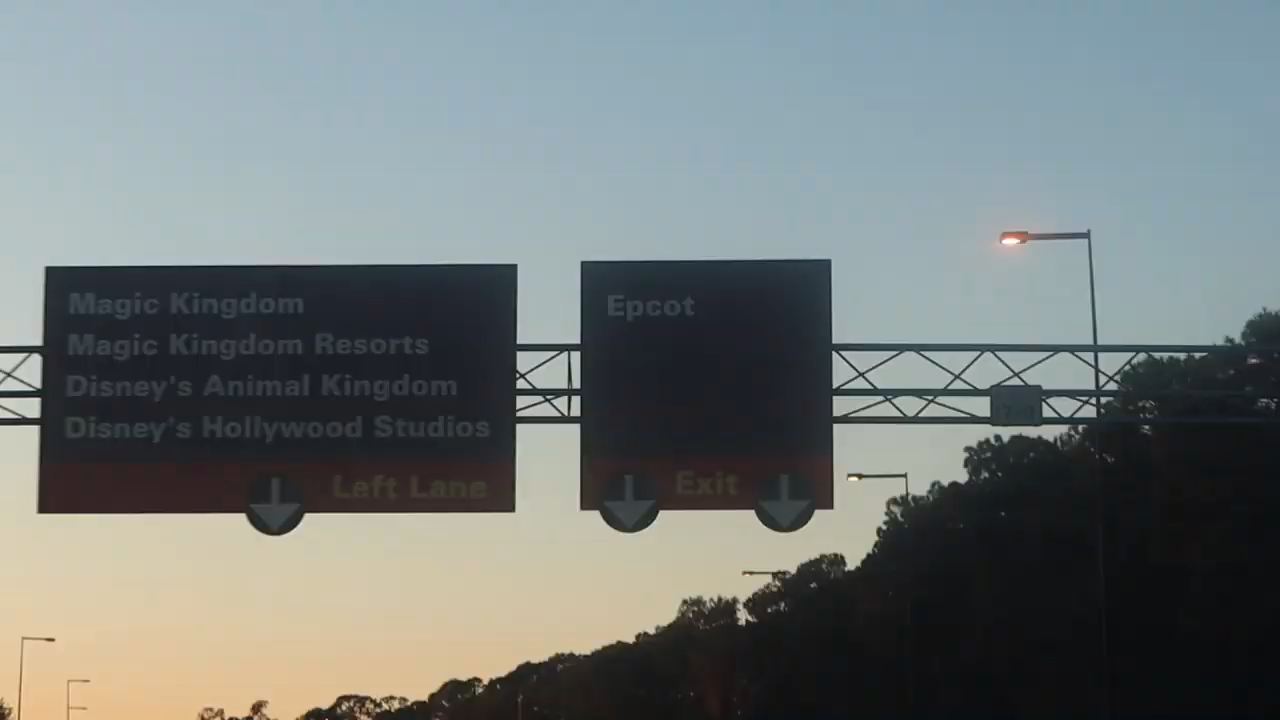 Magic Kingdom
Magic Kingdom Resorts
Disney's Animal Kingdom
Disney's Hollywood Studios
Left Lane
Epcot
Exit